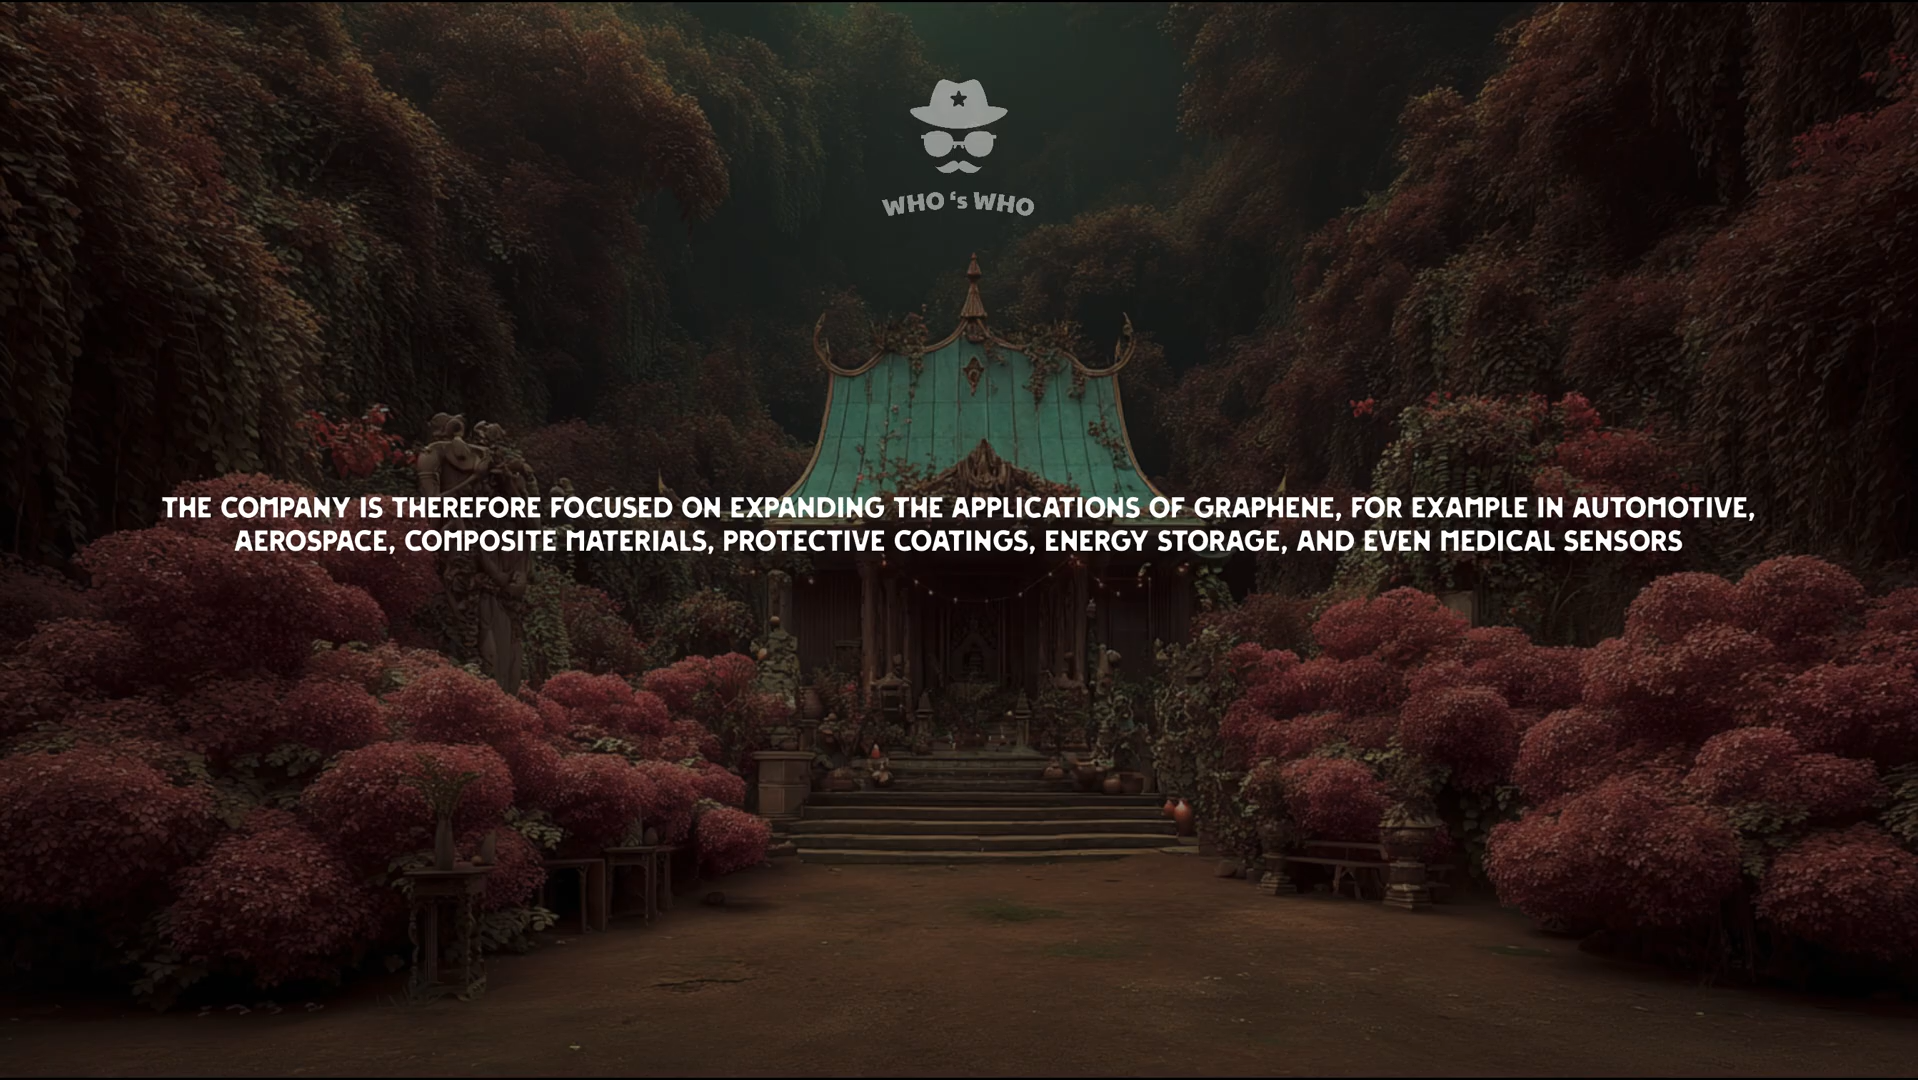 WHO 's WHO
THE COMPANY IS THEREFORE FOCUSED ON EXPANDING THE APPLICATIONS OF GRAPHENE, FOR EXAMPLE IN AUTOMOTIVE,
AEROSPACE, COMPOSITE MATERIALS, PROTECTIVE COATINGS, ENERGY STORAGE, AND EVEN MEDICAL SENSORS